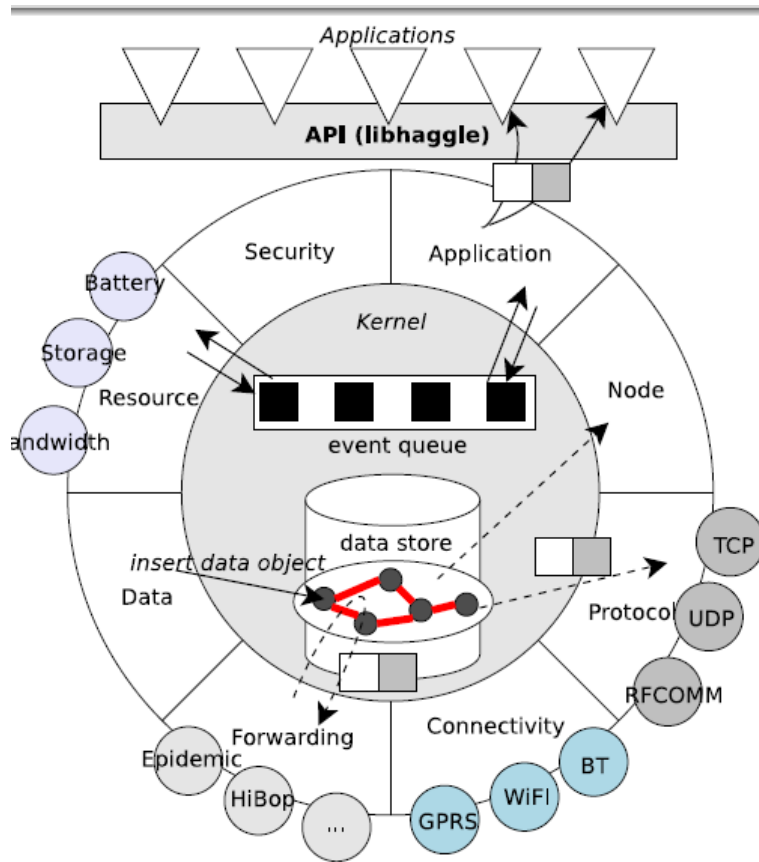 Applications
API (libhaggle)
Security
Application
Battery
Kernel
Storage
Resource
Node
andwidth
event queue
data store
TCP
insert data object
Data
Protocol
UDP
RFCOMM
Connectivity
Forwarding
Epidemic
BT
HiBop
WiFI
GPRS
...